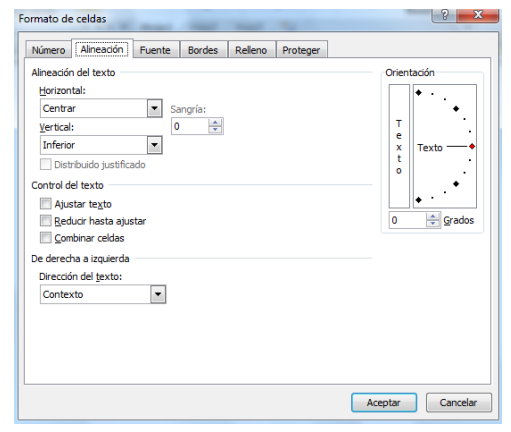 Formato de celdas
Número Alineación Fuente Bordes Relleno Proteger
Alineación del texto
Horizontal:
Centrar
Sangría:
Vertical:
0
Inferior
Distribuido justificado
Control del texto
Ajustar texto
Reducir hasta ajustar
Combinar celdas
De derecha a izquierda
Dirección del texto:
Contexto
Orientación
T
e
x
t
o
Texto
0 Grados
Aceptar Cancelar